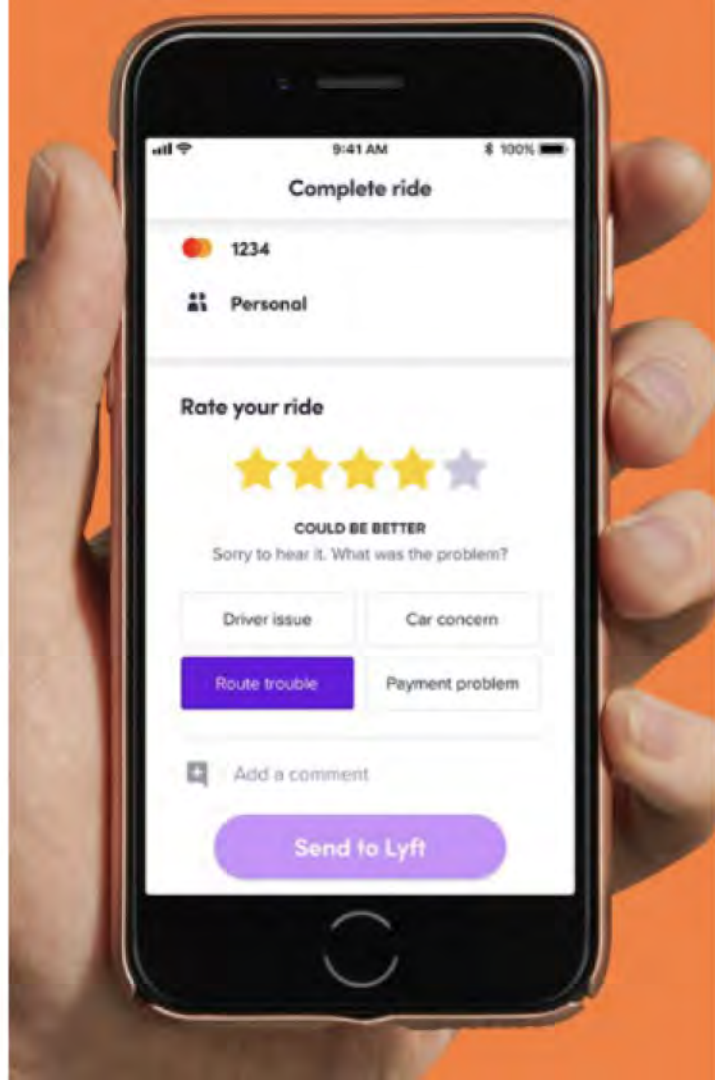 9:41 AM
100%
Complete ride
1234
Personal
Rate your ride
COULD BE BETTER
Sorry to hear it. What was the problem?
Driver issue
Car concern
Route trouble
Payment problem
Add a comment
Send to Lyft